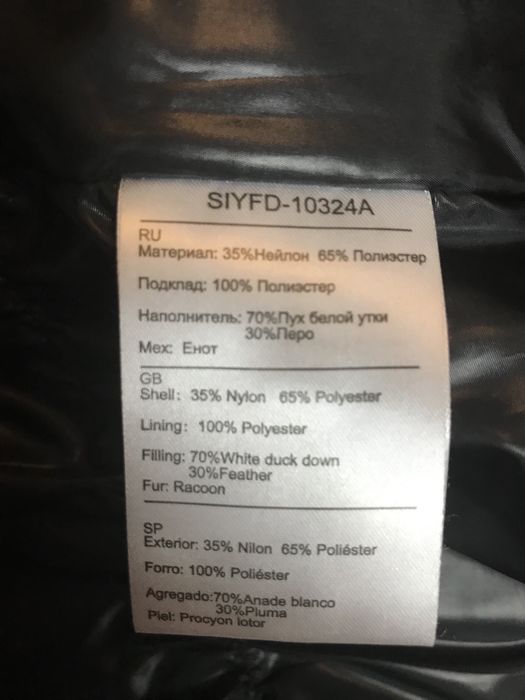 SIYFD-10324A
RU
Материал: 35%Нейлон 65% Полиэстер
Подклад: 100% Полиэстер
Наполнитель: 70%Пух белой утки
30%Перо
Мех: Енот
GB
Shell: 35% Nylon 65% Polyester
Lining: 100% Polyester
Filling: 70%White duck down
30%Feather
Fur: Racoon
SP
Exterior: 35% Nilon 65% Poliéster
Forro: 100% Poliéster
Agregado:70%Anade blanco
30%Pluma
Piel: Procyon lotor